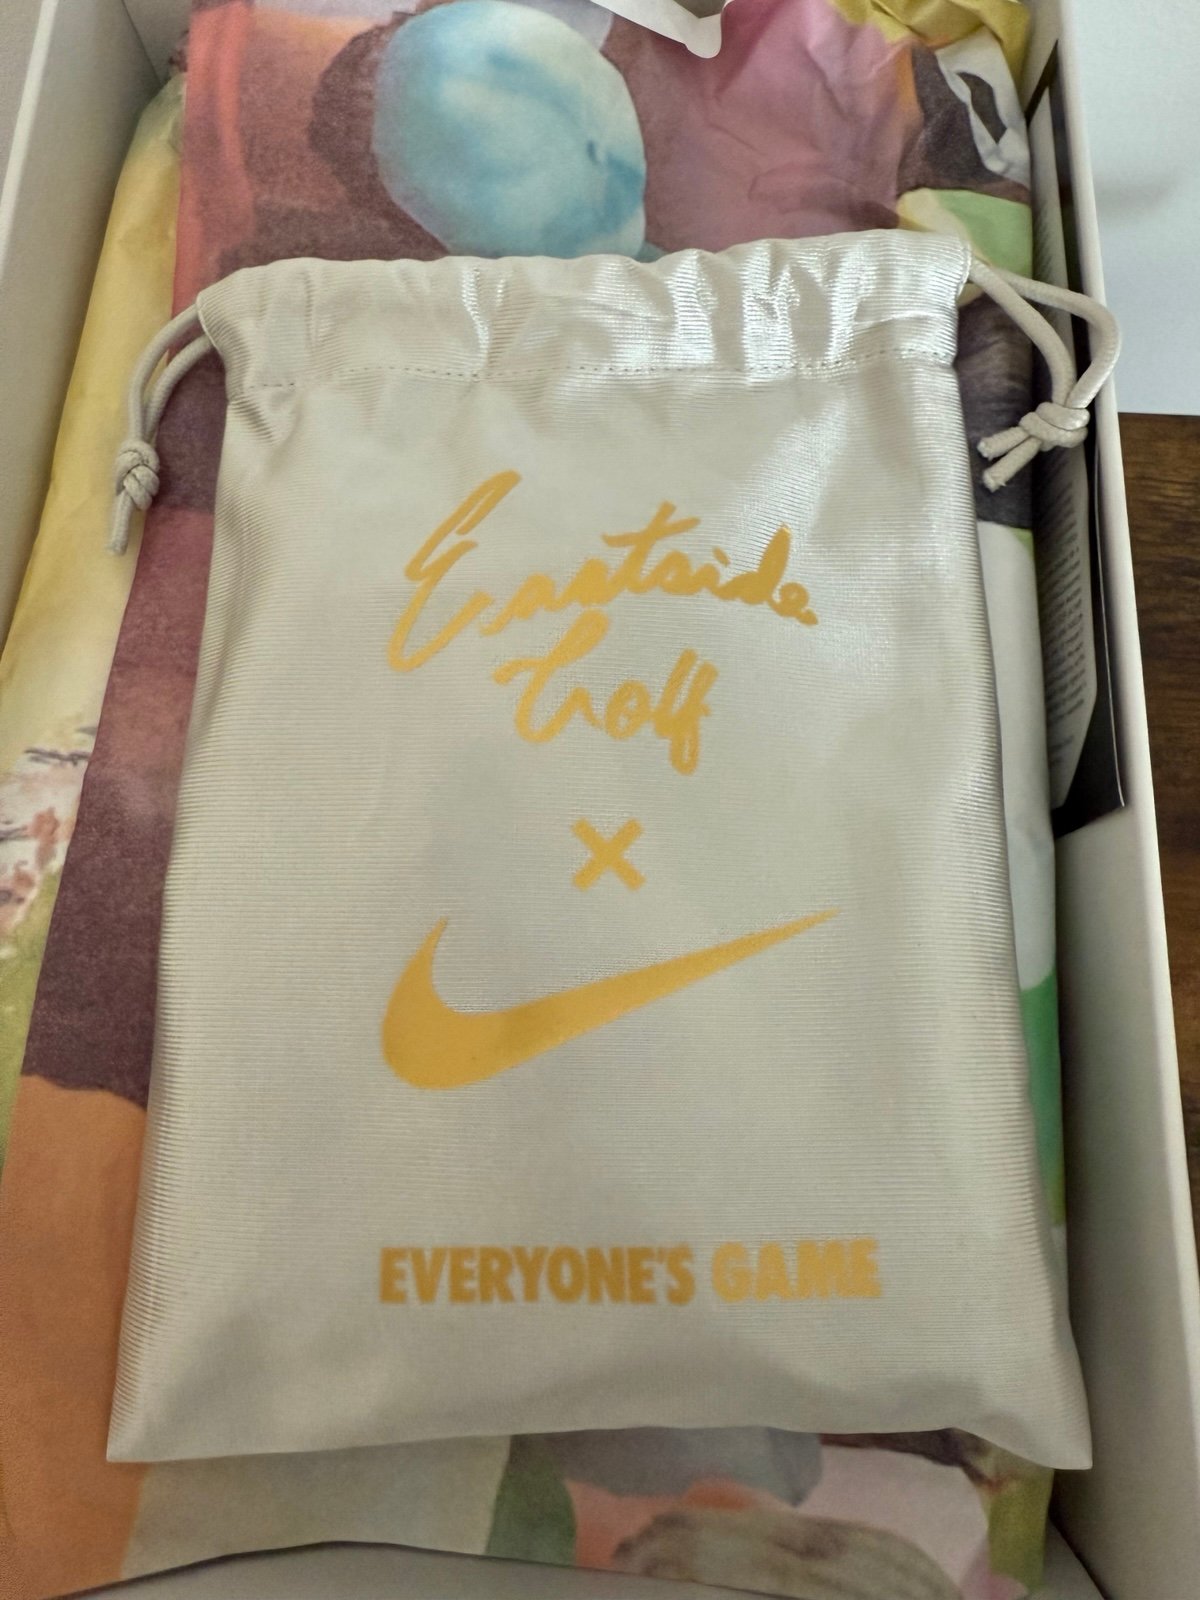 Eastside
Golf
×
EVERYONE'S GAME